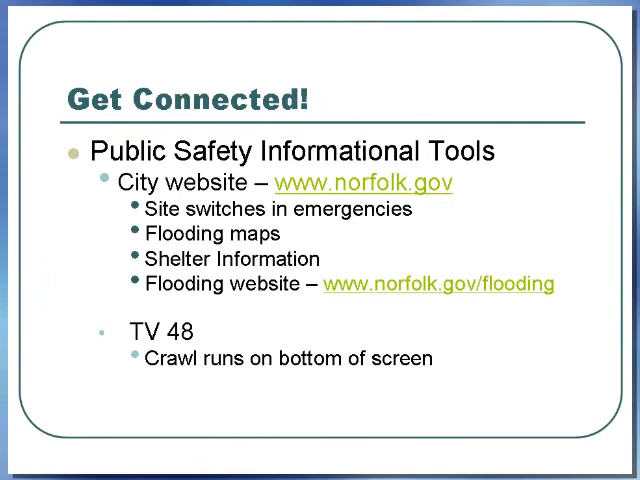 Get Connected!
Public Safety Informational Tools
City website – www.norfolk.gov
Site switches in emergencies
Flooding maps
Shelter Information
Flooding website – www.norfolk.gov/flooding
TV 48
Crawl runs on bottom of screen